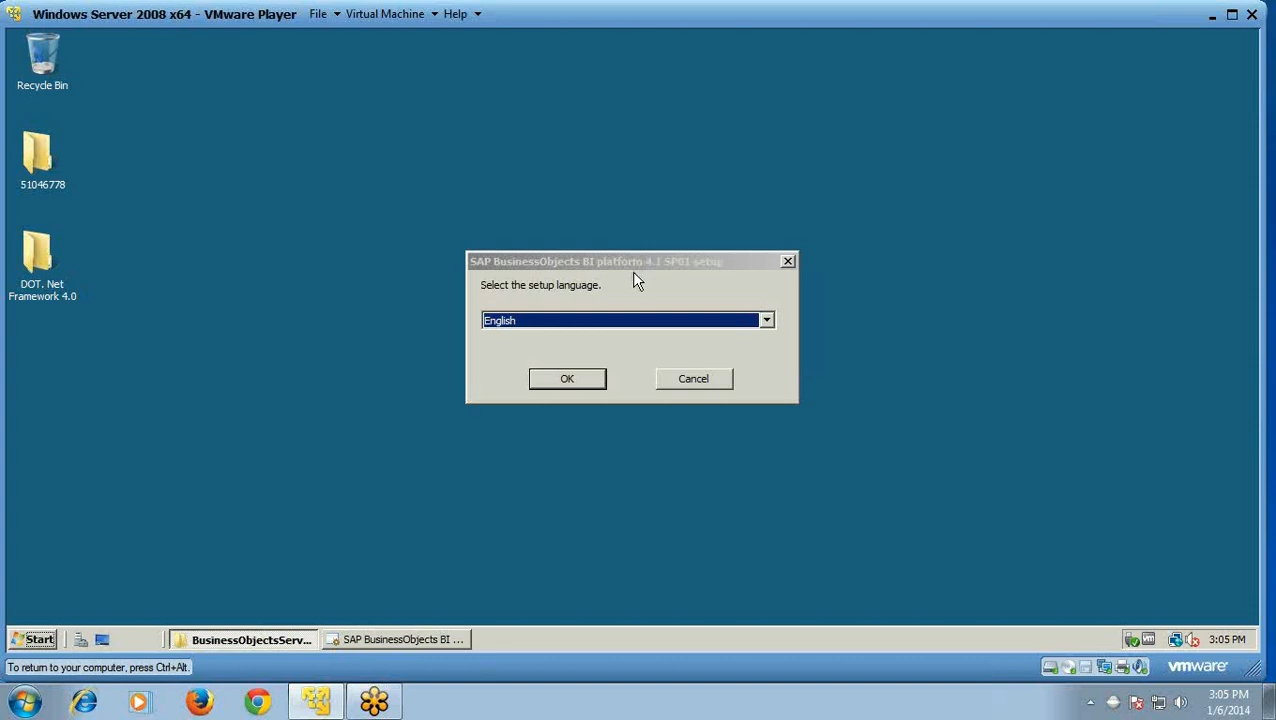 Windows Server 2008 x64 - VMware Player File Virtual Machine Help
Recycle Bin
51046778
DOT. Net
Framework 4.0
SAP BusinessObjects BI platform 4.1 SP01 setup
Select the setup language.
English
OK Cancel
Start BusinessObjectsServ... SAP BusinessObjects BI ... 3:05 PM
To return to your computer, press Ctrl+Alt. vmware
3:05 PM
1/6/2014